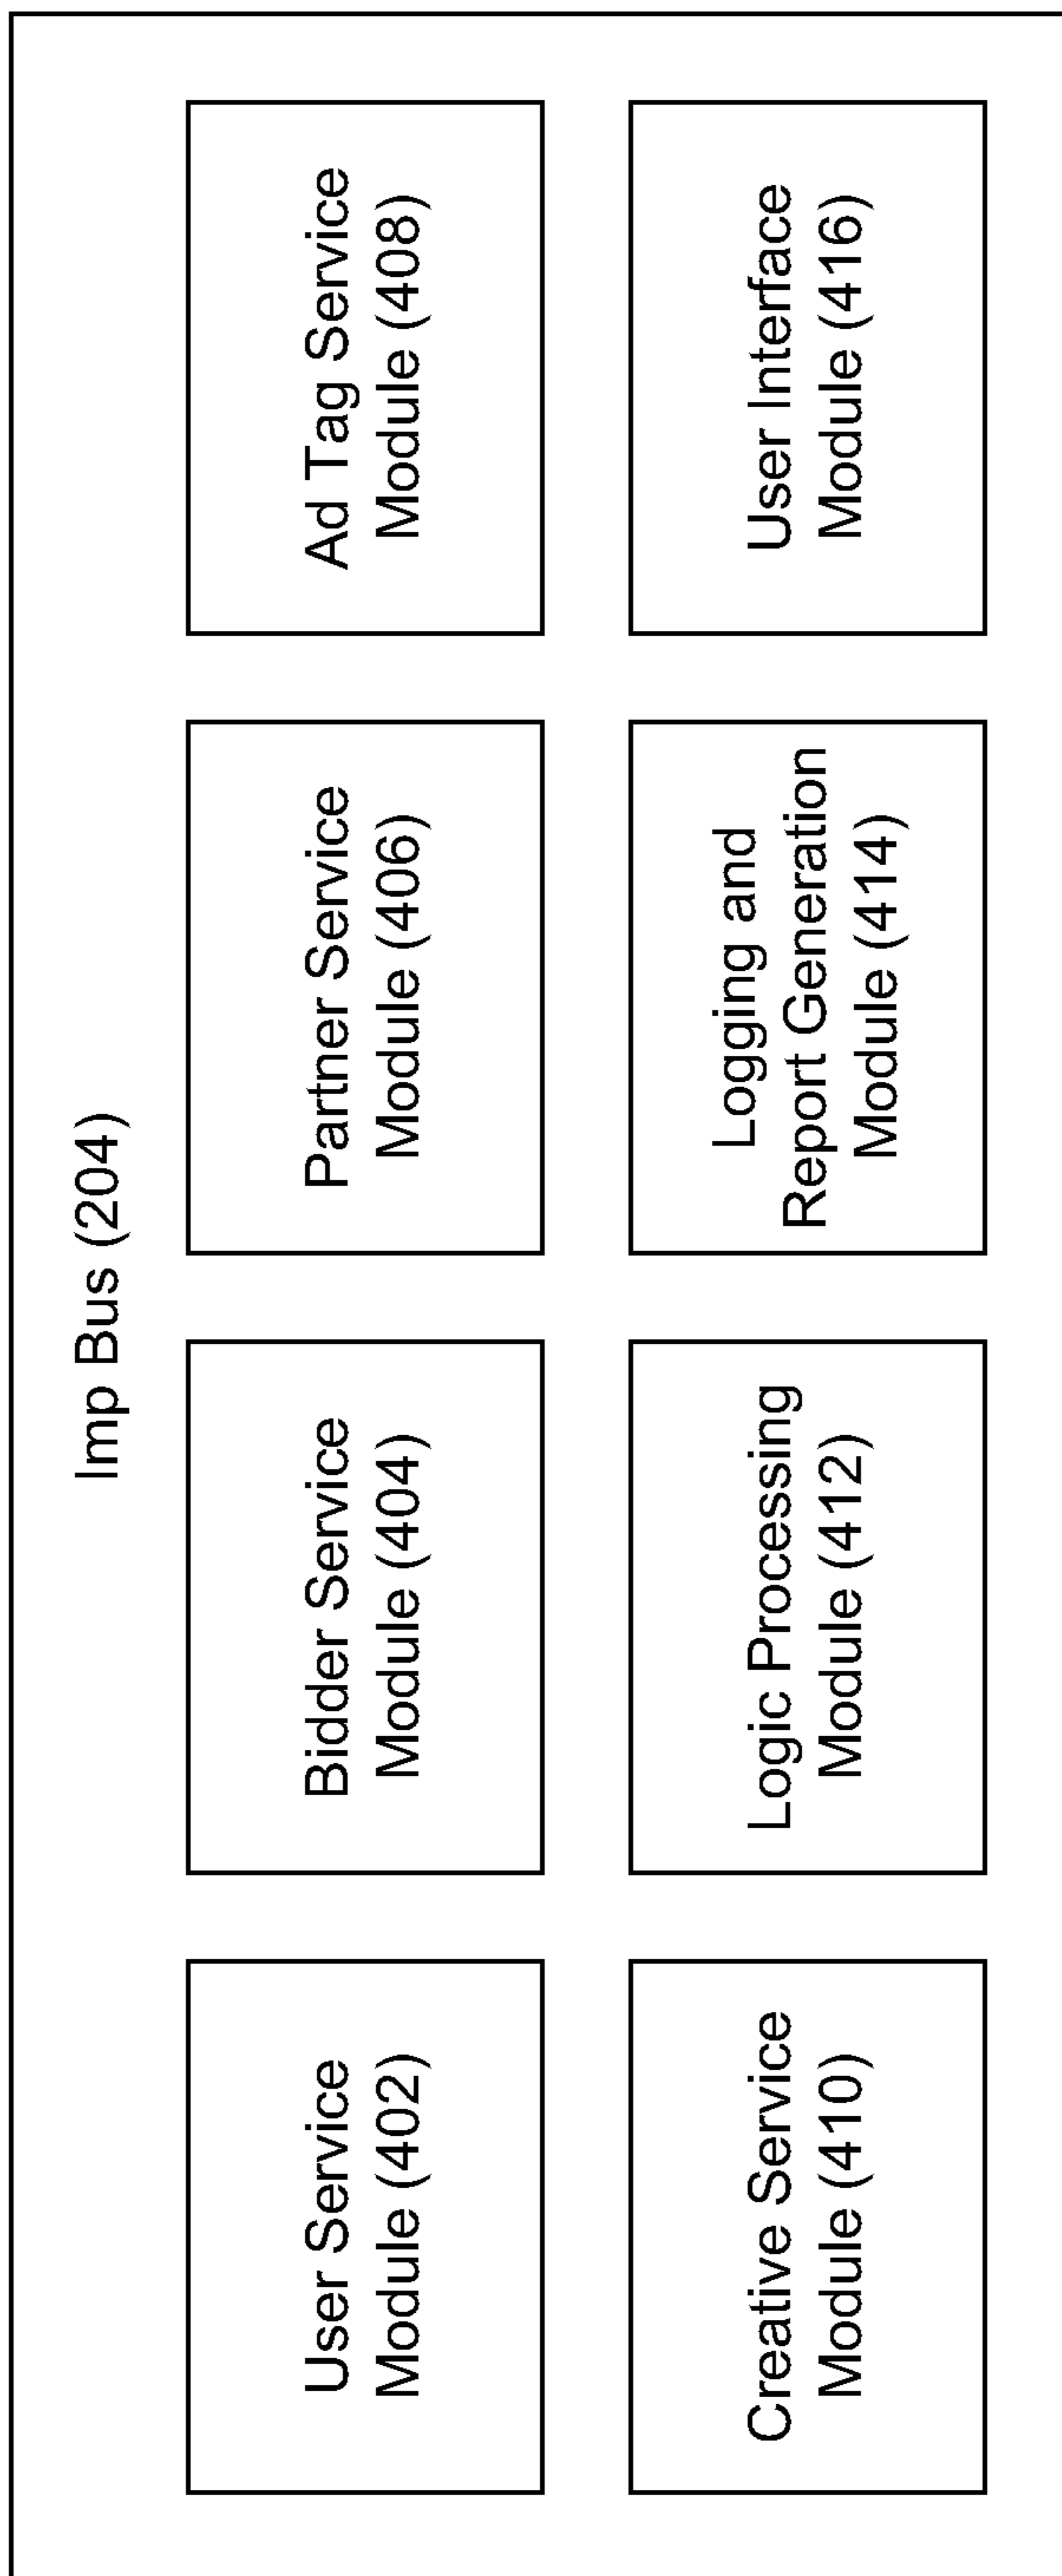 Imp Bus (204)
User Service
Module (402)
Bidder Service
Module (404)
Partner Service
Module (406)
Ad Tag Service
Module (408)
Creative Service
Module (410)
Logic Processing
Module (412)
Logging and
Report Generation
Module (414)
User Interface
Module (416)